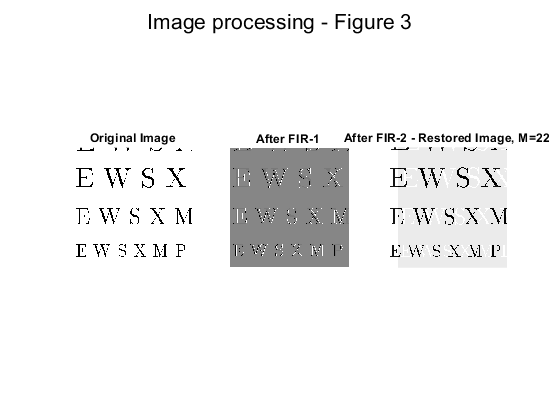 Image processing - Figure 3
Original Image
After FIR-1
After FIR-2 - Restored Image, M=22
E W S X
E W S X M
E W S X M P
E W S X
E W S X M
E W S X M P
E W S X
E W S X M
E W S X M P